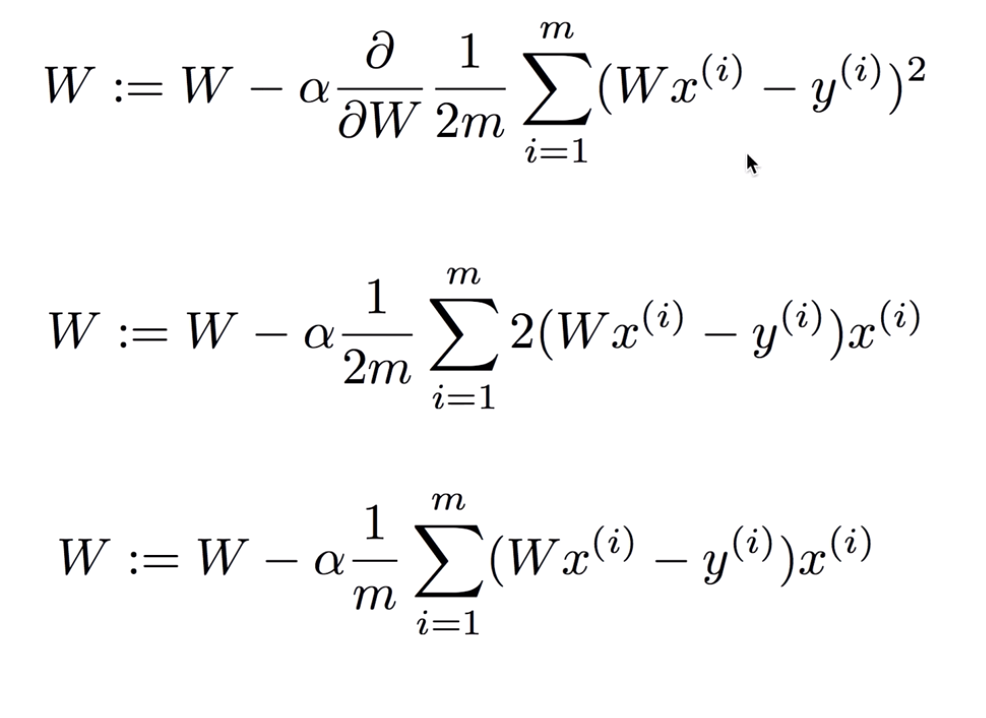 W := W − α ∂/∂W 1/2m ∑_{i=1}^{m} (Wx^{(i)} − y^{(i)})^2
W := W − α 1/2m ∑_{i=1}^{m} 2(Wx^{(i)} − y^{(i)})x^{(i)}
W := W − α 1/m ∑_{i=1}^{m} (Wx^{(i)} − y^{(i)})x^{(i)}